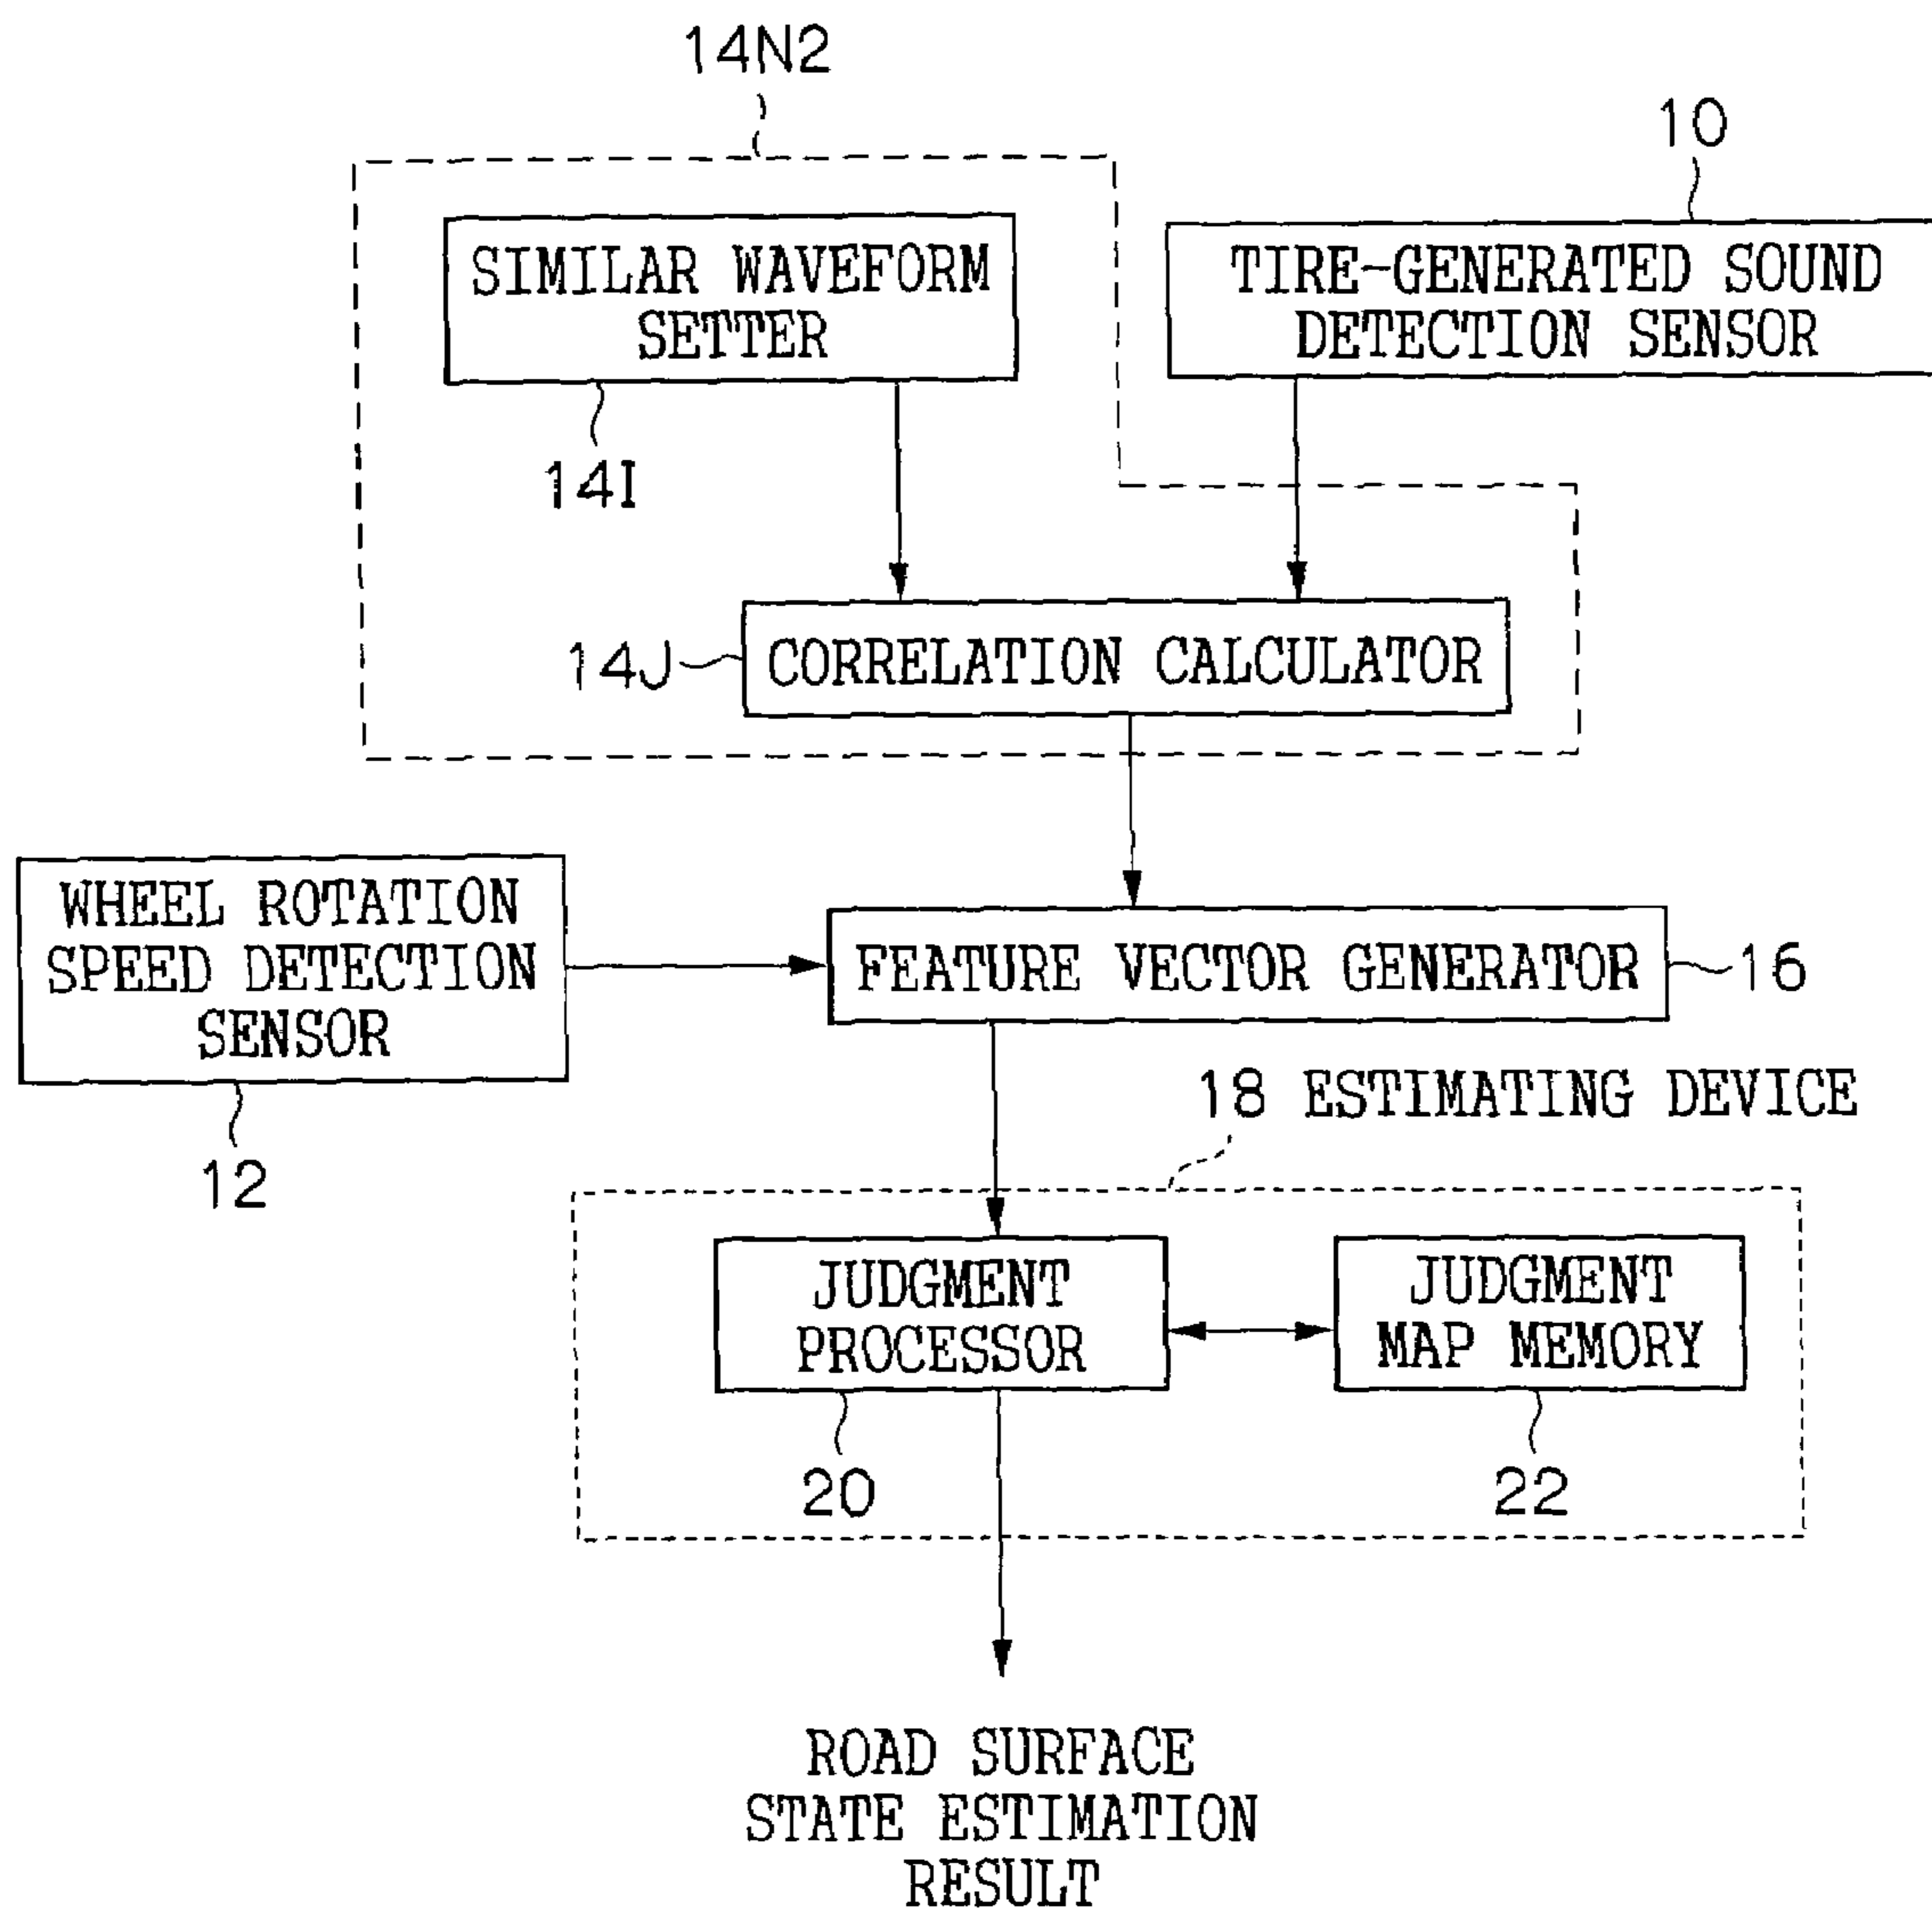 14N2
10
SIMILAR WAVEFORM
SETTER
TIRE-GENERATED SOUND
DETECTION SENSOR
14I
14J
CORRELATION CALCULATOR
WHEEL ROTATION
SPEED DETECTION
SENSOR
FEATURE VECTOR GENERATOR
16
12
18 ESTIMATING DEVICE
JUDGMENT
PROCESSOR
JUDGMENT
MAP MEMORY
20
22
ROAD SURFACE
STATE ESTIMATION
RESULT